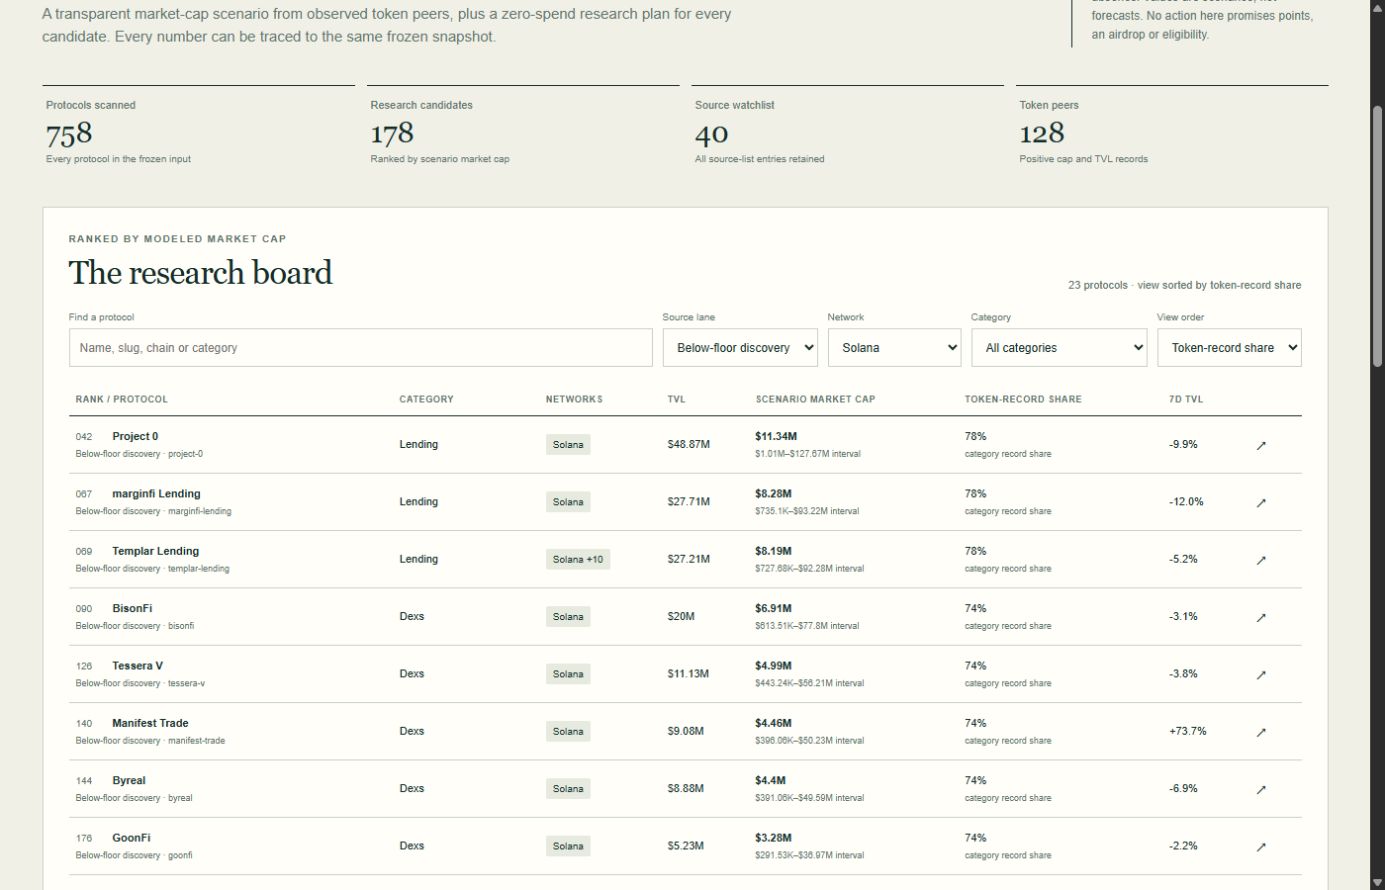 A transparent market-cap scenario from observed token peers, plus a zero-spend research plan for every
candidate. Every number can be traced to the same frozen snapshot.
forecasts. No action here promises points,
an airdrop or eligibility.
Protocols scanned
758
Every protocol in the frozen input
Research candidates
178
Ranked by scenario market cap
Source watchlist
40
All source-list entries retained
Token peers
128
Positive cap and TVL records
RANKED BY MODELED MARKET CAP
The research board
23 protocols · view sorted by token-record share
Find a protocol
Source lane
Network
Category
View order
Name, slug, chain or category
Below-floor discovery
Solana
All categories
Token-record share
RANK / PROTOCOL CATEGORY NETWORKS TVL SCENARIO MARKET CAP TOKEN-RECORD SHARE 7D TVL
042 Project 0 Lending Solana $48.87M $11.34M 78% -9.9% ↗
Below-floor discovery · project-0 $1.01M–$127.67M interval category record share
067 marginfi Lending Lending Solana $27.71M $8.28M 78% -12.0% ↗
Below-floor discovery · marginfi-lending $735.1K–$93.22M interval category record share
069 Templar Lending Lending Solana +10 $27.21M $8.19M 78% -5.2% ↗
Below-floor discovery · templar-lending $727.68K–$92.28M interval category record share
090 BisonFi Dexs Solana $20M $6.91M 74% -3.1% ↗
Below-floor discovery · bisonfi $613.51K–$77.8M interval category record share
126 Tessera V Dexs Solana $11.13M $4.99M 74% -3.8% ↗
Below-floor discovery · tessera-v $443.24K–$56.21M interval category record share
140 Manifest Trade Dexs Solana $9.08M $4.46M 74% +73.7% ↗
Below-floor discovery · manifest-trade $396.06K–$50.23M interval category record share
144 Byreal Dexs Solana $8.88M $4.4M 74% -6.9% ↗
Below-floor discovery · byreal $391.06K–$49.59M interval category record share
176 GoonFi Dexs Solana $5.23M $3.28M 74% -2.2% ↗
Below-floor discovery · goonfi $291.53K–$36.97M interval category record share